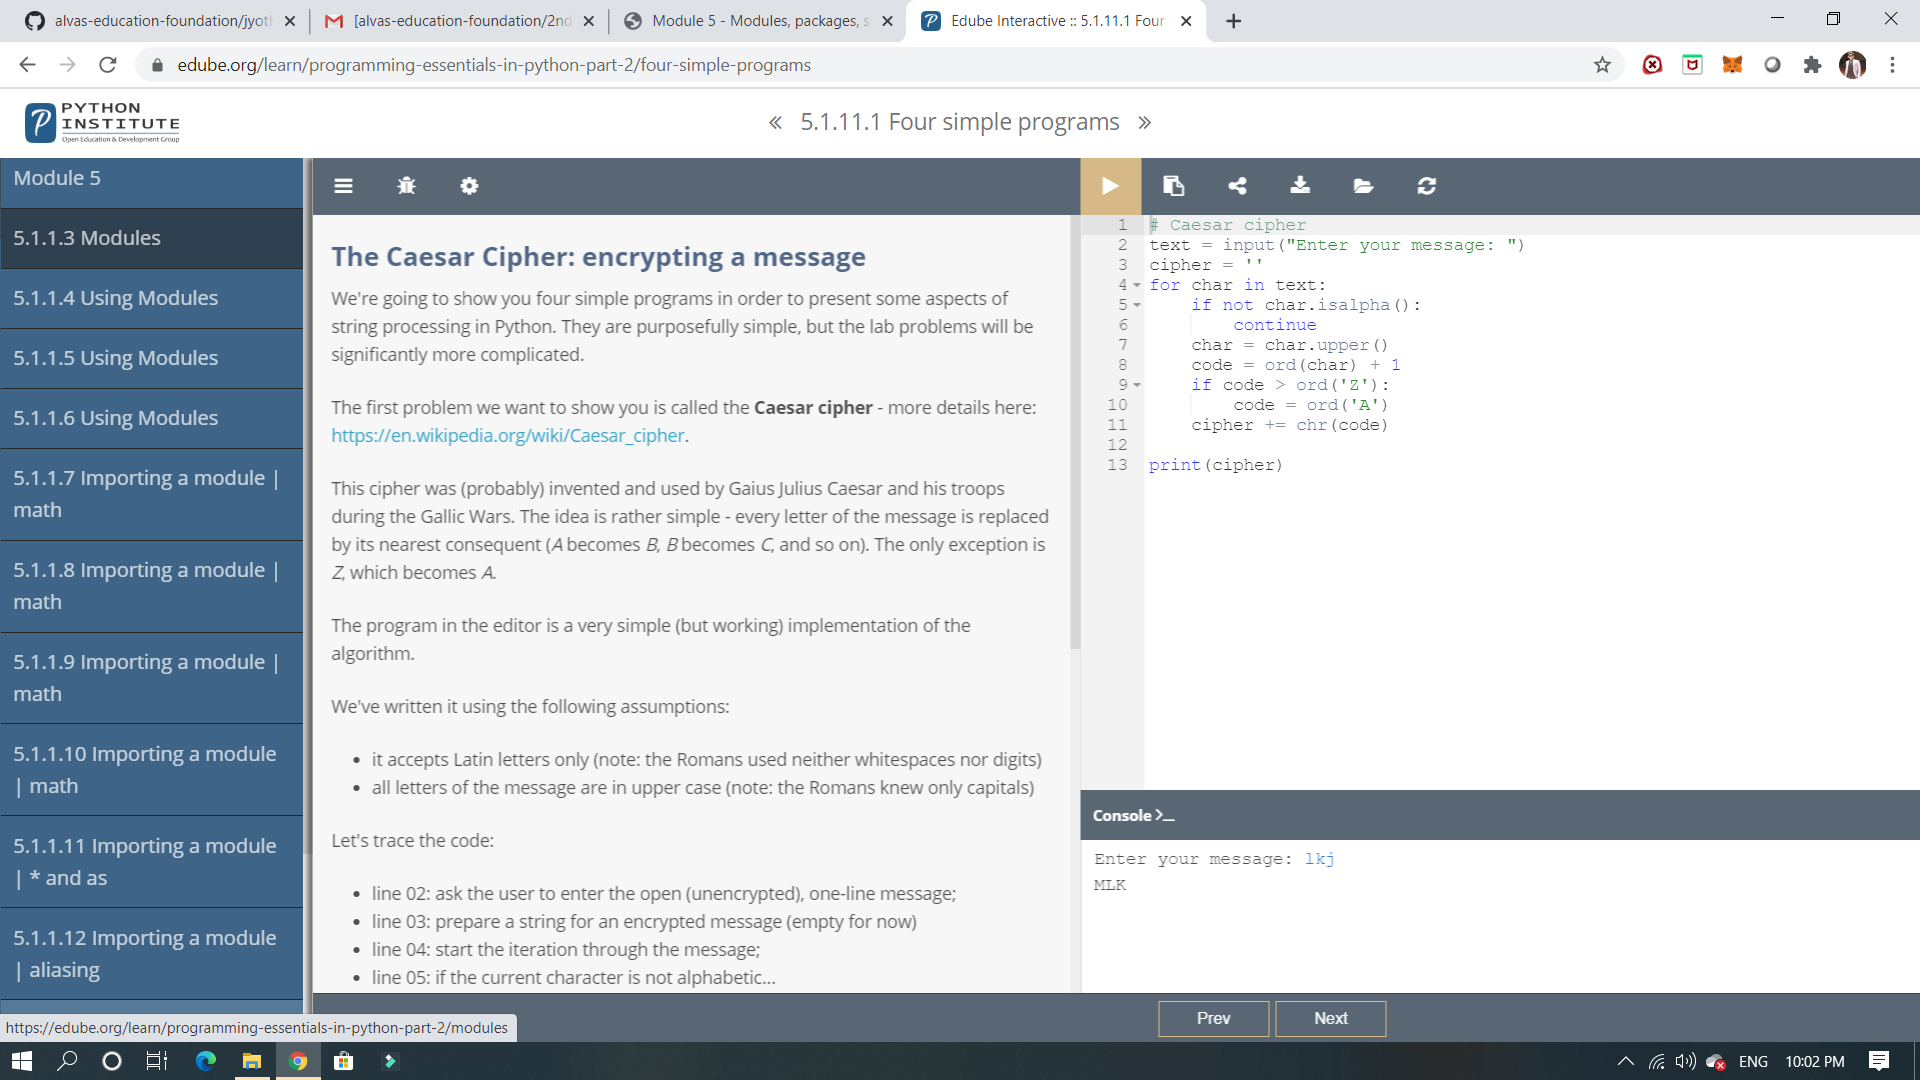 alvas-education-foundation/jyoth
[alvas-education-foundation/2nd
Module 5 - Modules, packages, s
Edube Interactive :: 5.1.11.1 Four
edube.org/learn/programming-essentials-in-python-part-2/four-simple-programs
PYTHON
INSTITUTE
Open Education & Development Group
« 5.1.11.1 Four simple programs »
Module 5
5.1.1.3 Modules
5.1.1.4 Using Modules
5.1.1.5 Using Modules
5.1.1.6 Using Modules
5.1.1.7 Importing a module |
math
5.1.1.8 Importing a module |
math
5.1.1.9 Importing a module |
math
5.1.1.10 Importing a module
| math
5.1.1.11 Importing a module
| * and as
5.1.1.12 Importing a module
| aliasing
https://edube.org/learn/programming-essentials-in-python-part-2/modules
The Caesar Cipher: encrypting a message
We're going to show you four simple programs in order to present some aspects of
string processing in Python. They are purposefully simple, but the lab problems will be
significantly more complicated.
The first problem we want to show you is called the Caesar cipher - more details here:
https://en.wikipedia.org/wiki/Caesar_cipher.
This cipher was (probably) invented and used by Gaius Julius Caesar and his troops
during the Gallic Wars. The idea is rather simple - every letter of the message is replaced
by its nearest consequent (A becomes B, B becomes C, and so on). The only exception is
Z, which becomes A.
The program in the editor is a very simple (but working) implementation of the
algorithm.
We've written it using the following assumptions:
• it accepts Latin letters only (note: the Romans used neither whitespaces nor digits)
• all letters of the message are in upper case (note: the Romans knew only capitals)
Let's trace the code:
• line 02: ask the user to enter the open (unencrypted), one-line message;
• line 03: prepare a string for an encrypted message (empty for now)
• line 04: start the iteration through the message;
• line 05: if the current character is not alphabetic...
1 # Caesar cipher
2 text = input("Enter your message: ")
3 cipher = ''
4 for char in text:
5     if not char.isalpha():
6         continue
7     char = char.upper()
8     code = ord(char) + 1
9     if code > ord('Z'):
10         code = ord('A')
11     cipher += chr(code)
12
13 print(cipher)
Console >_
Enter your message: lkj
MLK
Prev
Next
ENG
10:02 PM